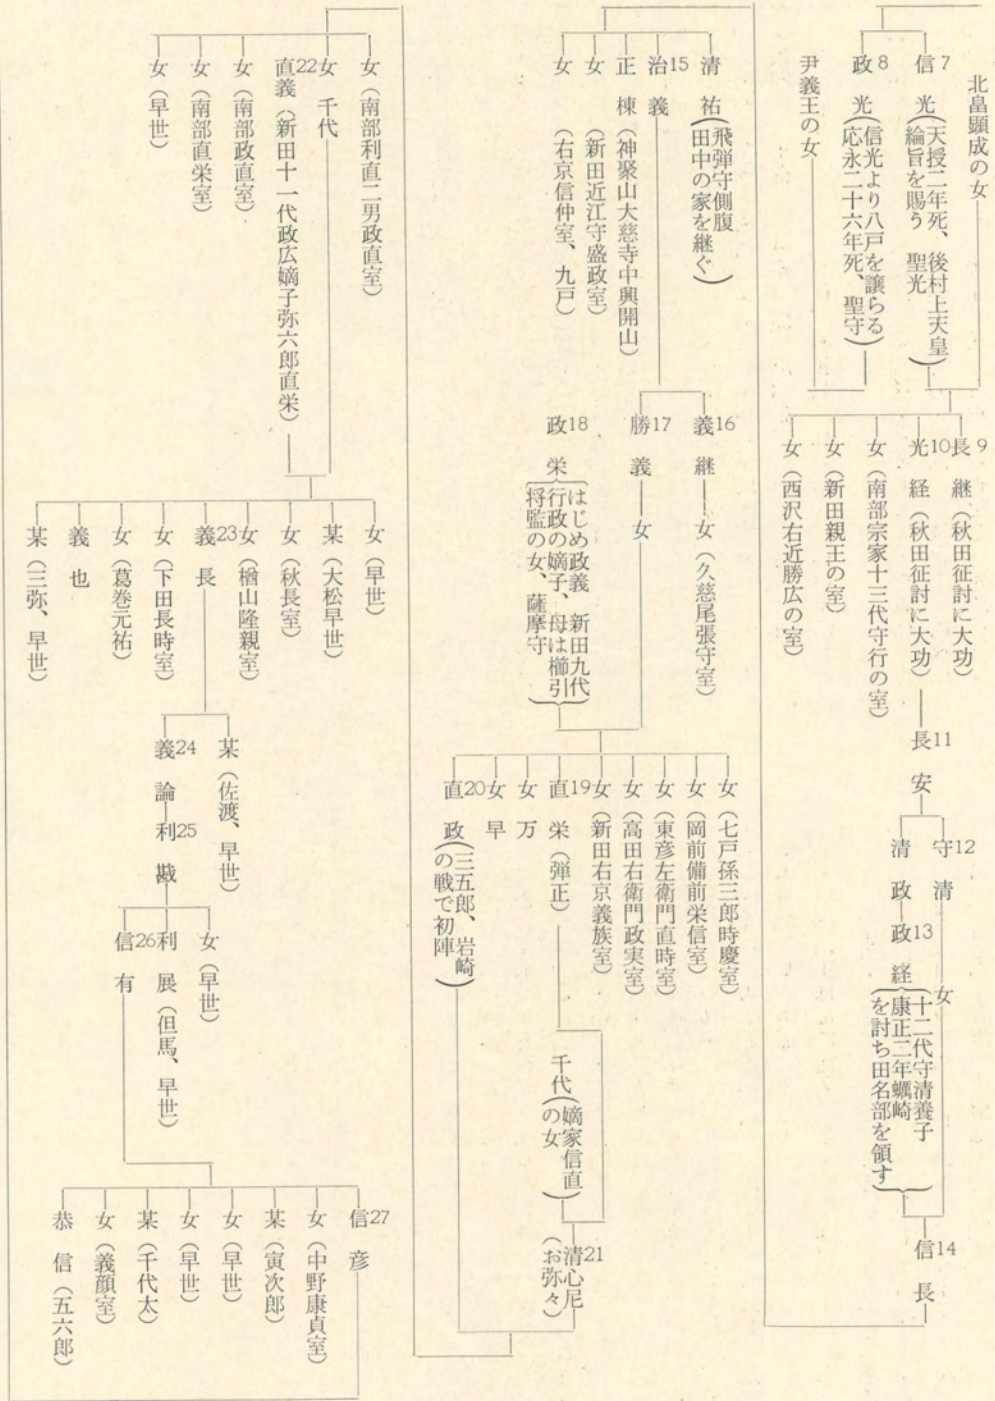 北畠顕成の女
信7光(天授二年死、後村上天皇
綸旨を賜う 聖光)
政8光(信光より八戸を譲らる
応永二十六年死、聖守)
尹義王の女
長9継(秋田征討に大功)
光10経(秋田征討に大功)
女(南部宗家十三代守行の室)
女(新田親王の室)
女(西沢右近勝広の室)
長11安
守12清
清政
女
政13経(十二代守清養子
康正二年蠣崎
を討ち田名部を領す)
信14長
清祐(飛弾守側腹
田中の家を継ぐ)
治15義
正棟(神聚山大慈寺中興開山)
女(新田近江守盛政室)
女(右京信仲室、九戸)
義16継
女(久慈尾張守室)
勝17義
女
政18栄(はじめ政義 新田九代
行政の嫡子、母は櫛引
将監の女、薩摩守)
女(七戸孫三郎時慶室)
女(岡前備前栄信室)
女(東彦左衛門直時室)
女(高田右衛門政実室)
女(新田右京義族室)
直19栄(弾正)
女万
女早
直20政(三五郎、岩崎
の戦で初陣)
千代(嫡家信直
の女)
清21心尼
(お弥々)
女(南部利直二男政直室)
女千代
直22義(新田十一代政広嫡子弥六郎直栄)
女(南部政直室)
女(南部直栄室)
女(早世)
女(早世)
某(大松早世)
女(秋長室)
女(楢山隆親室)
義23長
女(下田長時室)
女(葛巻元祐)
義也
某(三弥、早世)
某(佐渡、早世)
義24論
利25戡
女(早世)
利展(但馬、早世)
信26有
信27彦
女(中野康貞室)
某(寅次郎)
女(早世)
女(早世)
某(千代太)
女(義顔室)
恭信(五六郎)